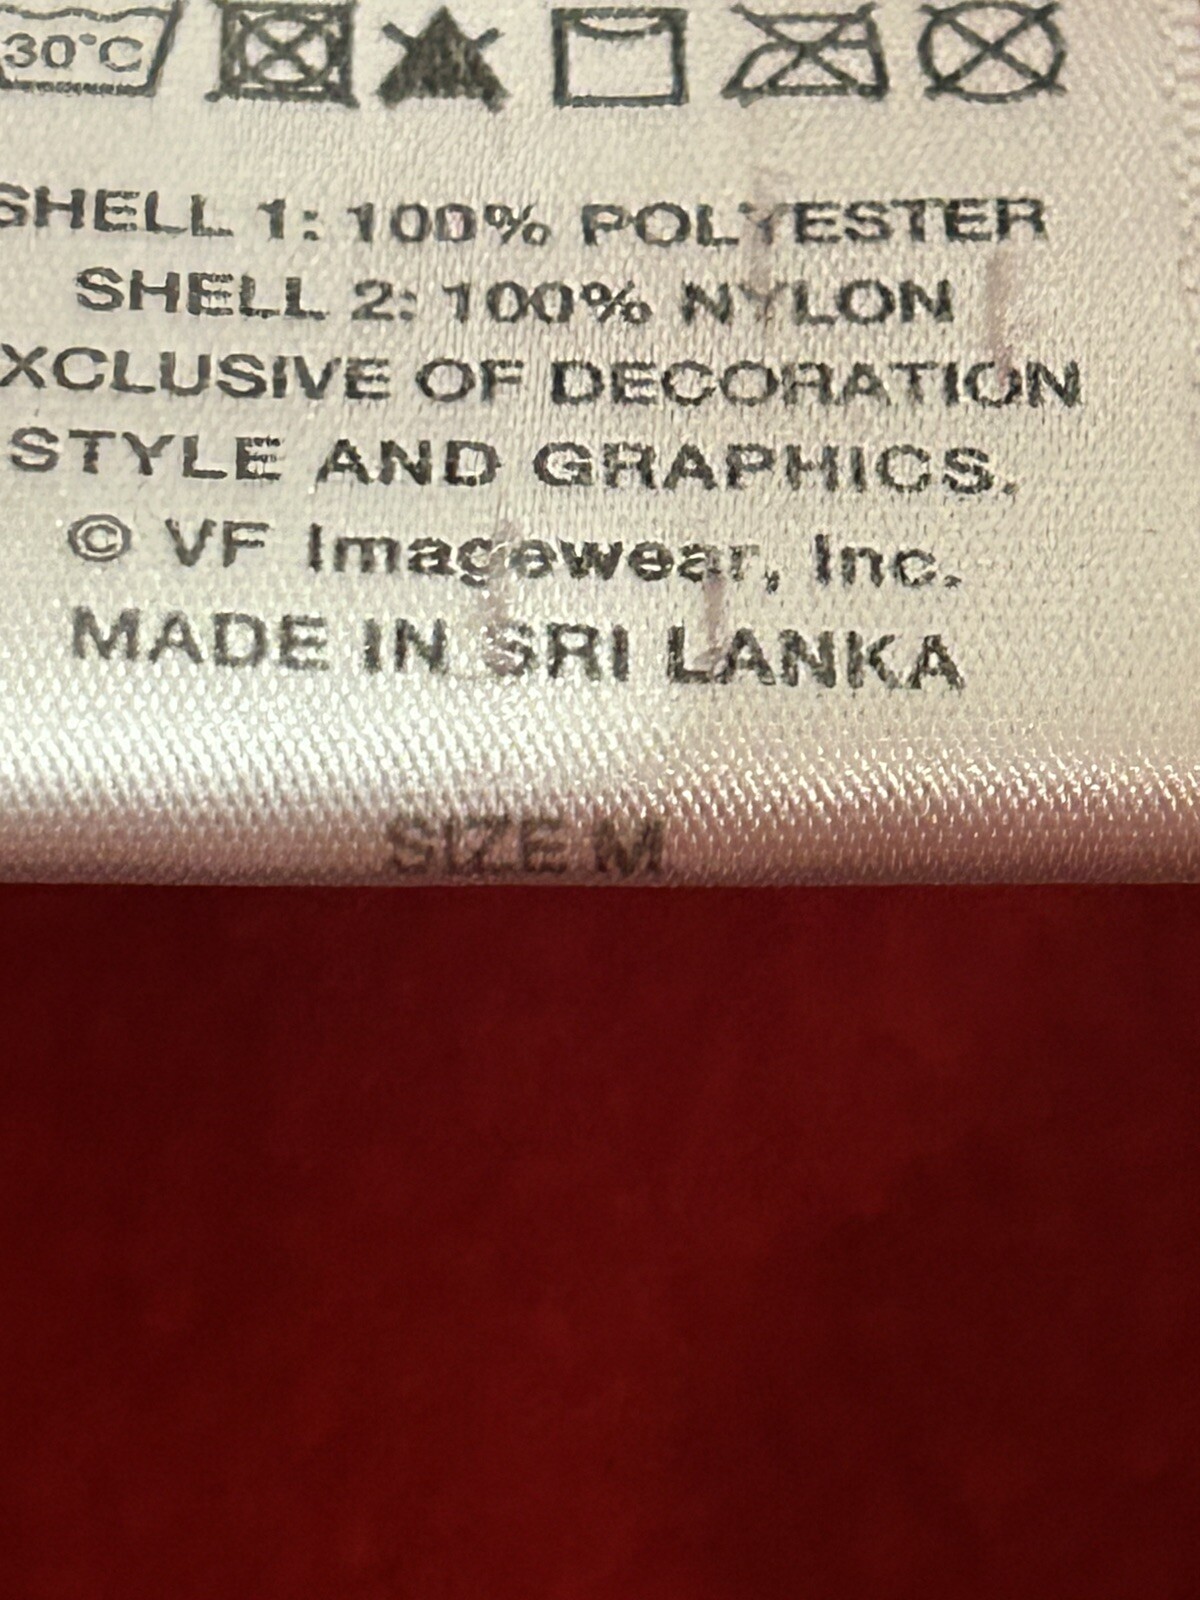 30°C
SHELL 1: 100% POLYESTER
SHELL 2: 100% NYLON
XCLUSIVE OF DECORATION
STYLE AND GRAPHICS.
© VF Imagewear, Inc.
MADE IN SRI LANKA
SIZE M